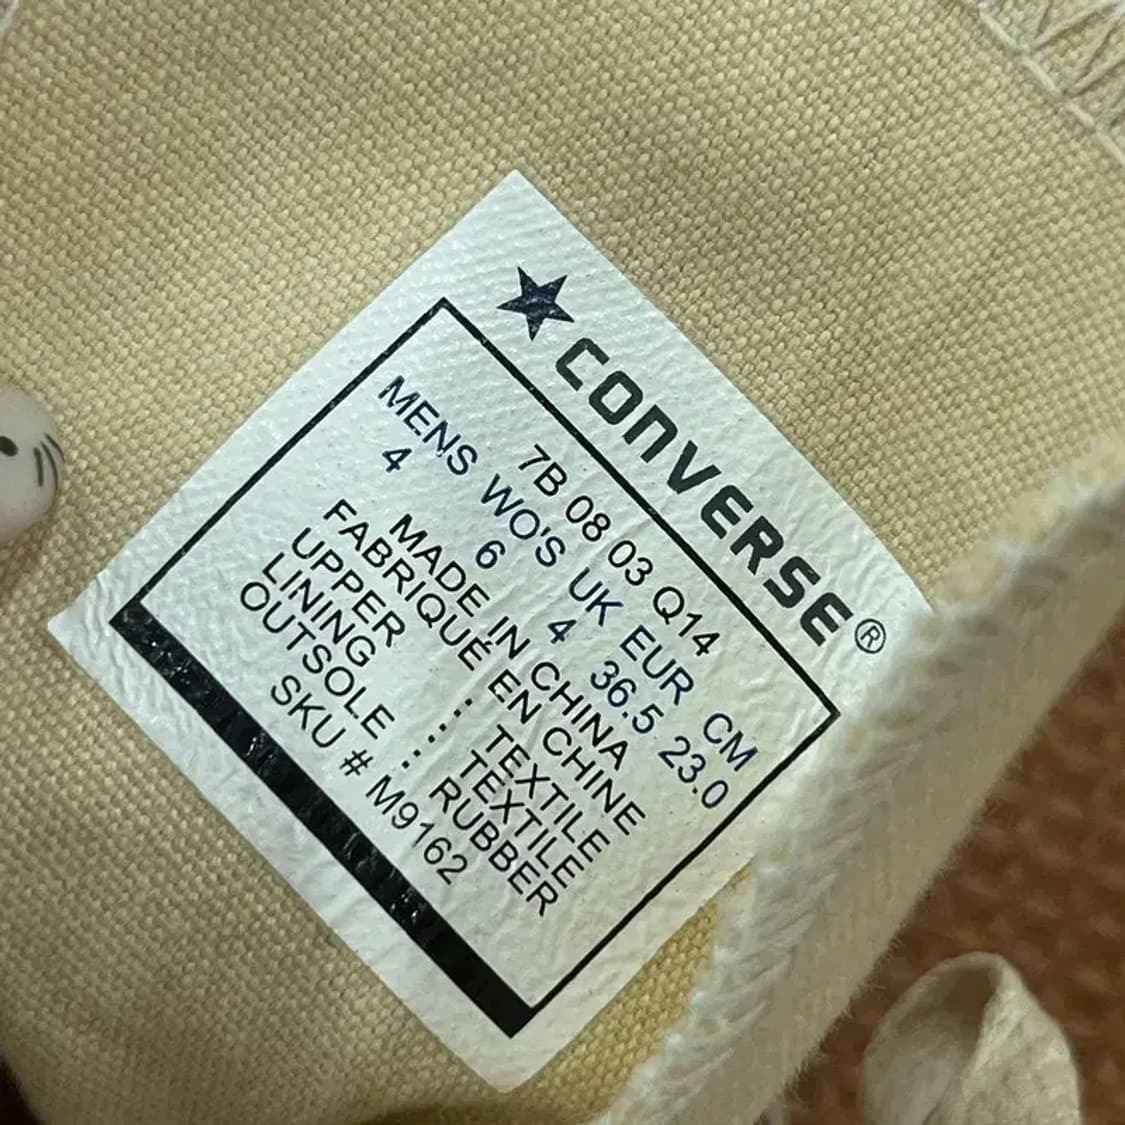 CONVERSE®
7B 08 03 Q14
MENS WO'S UK EUR CM
4 6 4 36.5 23.0
MADE IN CHINA
FABRIQUÉ EN CHINE
UPPER : TEXTILE
LINING : TEXTILE
OUTSOLE : RUBBER
SKU # M9162